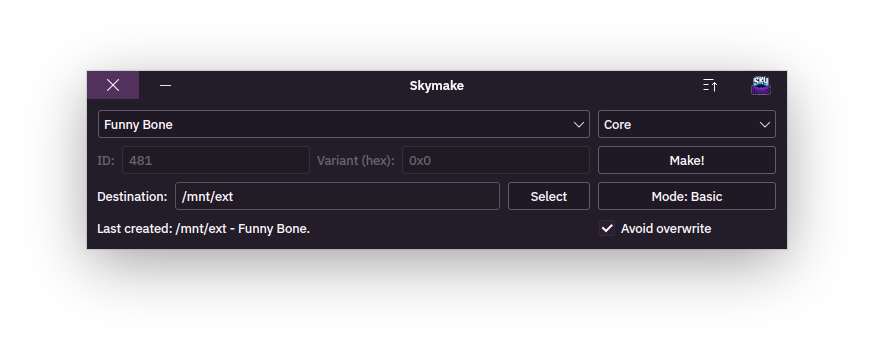 Skymake
SKY
Funny Bone Core
ID: 481 Variant (hex): 0x0 Make!
Destination: /mnt/ext Select Mode: Basic
Last created: /mnt/ext - Funny Bone. Avoid overwrite